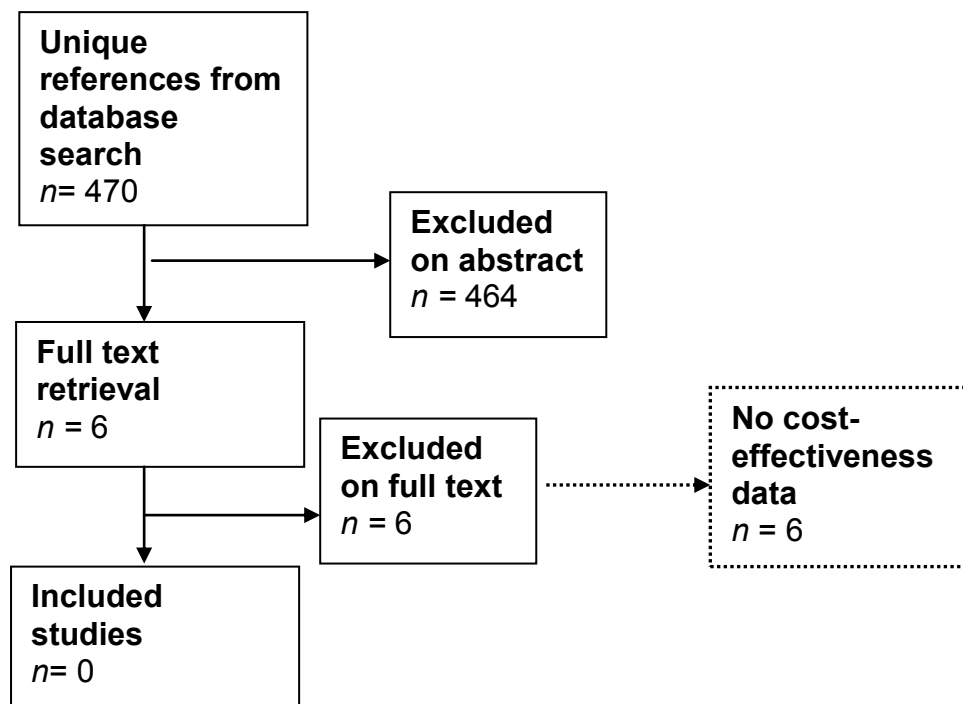 Unique
references from
database
search
n= 470
Excluded
on abstract
n = 464
Full text
retrieval
n = 6
Excluded
on full text
n = 6
No cost-
effectiveness
data
n = 6
Included
studies
n= 0